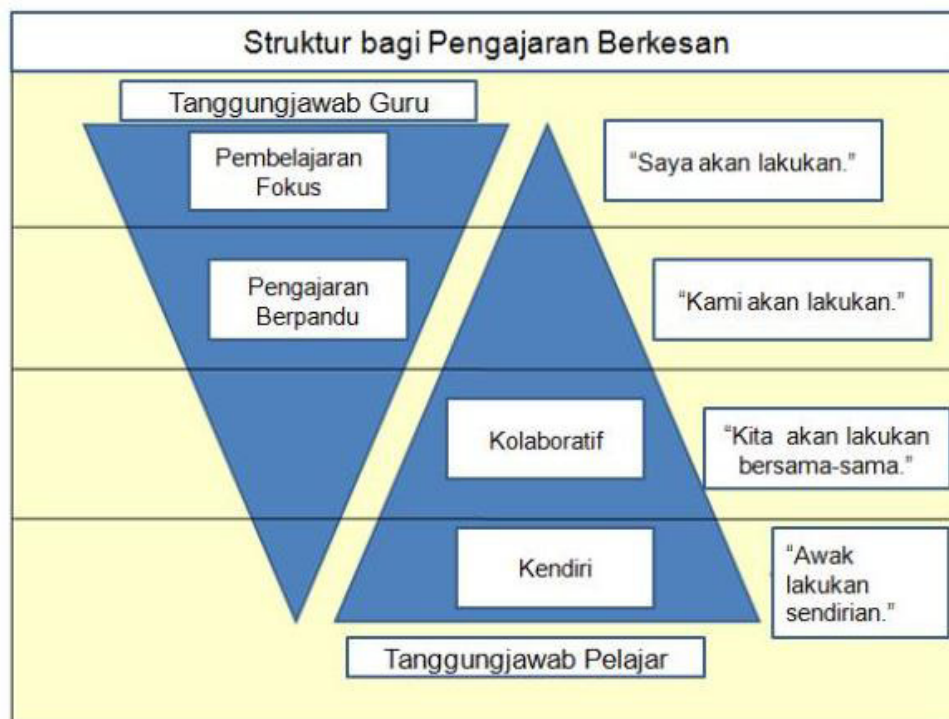 Struktur bagi Pengajaran Berkesan
Tanggungjawab Guru
Pembelajaran
Fokus
“Saya akan lakukan.”
Pengajaran
Berpandu
“Kami akan lakukan.”
Kolaboratif
“Kita akan lakukan
bersama-sama.”
Kendiri
“Awak
lakukan
sendirian.”
Tanggungjawab Pelajar